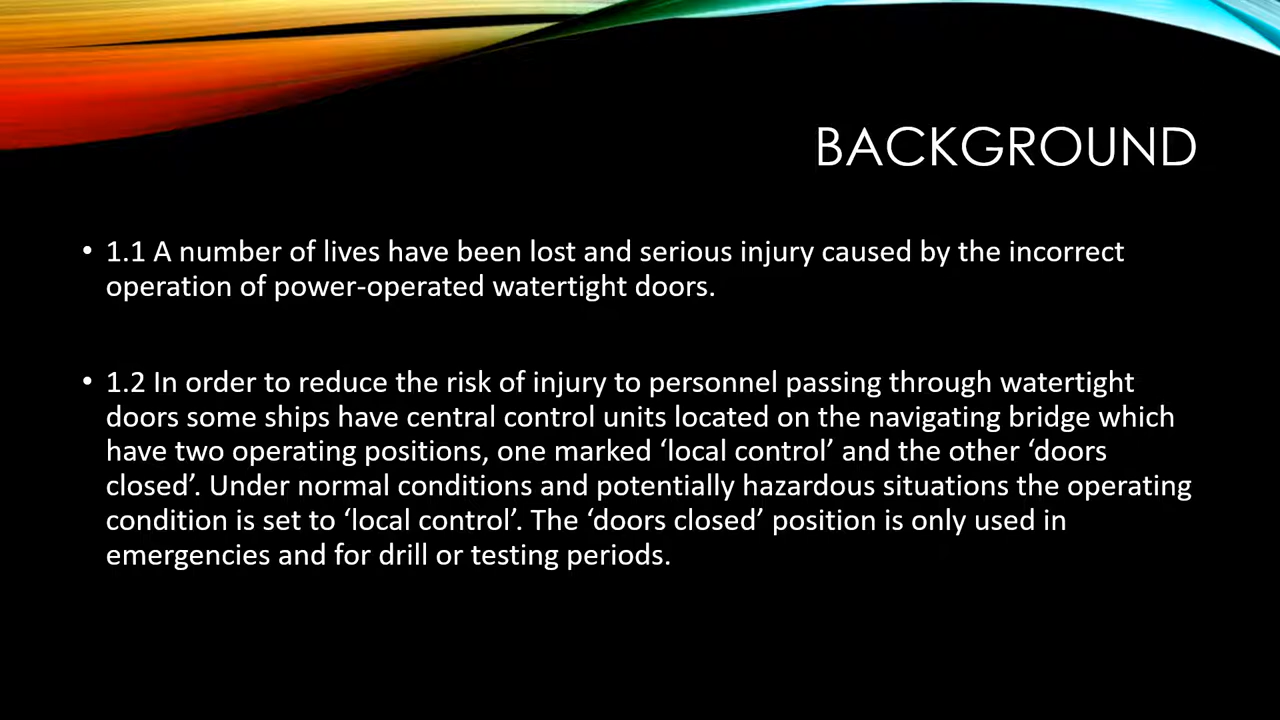 BACKGROUND
• 1.1 A number of lives have been lost and serious injury caused by the incorrect
operation of power-operated watertight doors.
• 1.2 In order to reduce the risk of injury to personnel passing through watertight
doors some ships have central control units located on the navigating bridge which
have two operating positions, one marked ‘local control’ and the other ‘doors
closed’. Under normal conditions and potentially hazardous situations the operating
condition is set to ‘local control’. The ‘doors closed’ position is only used in
emergencies and for drill or testing periods.